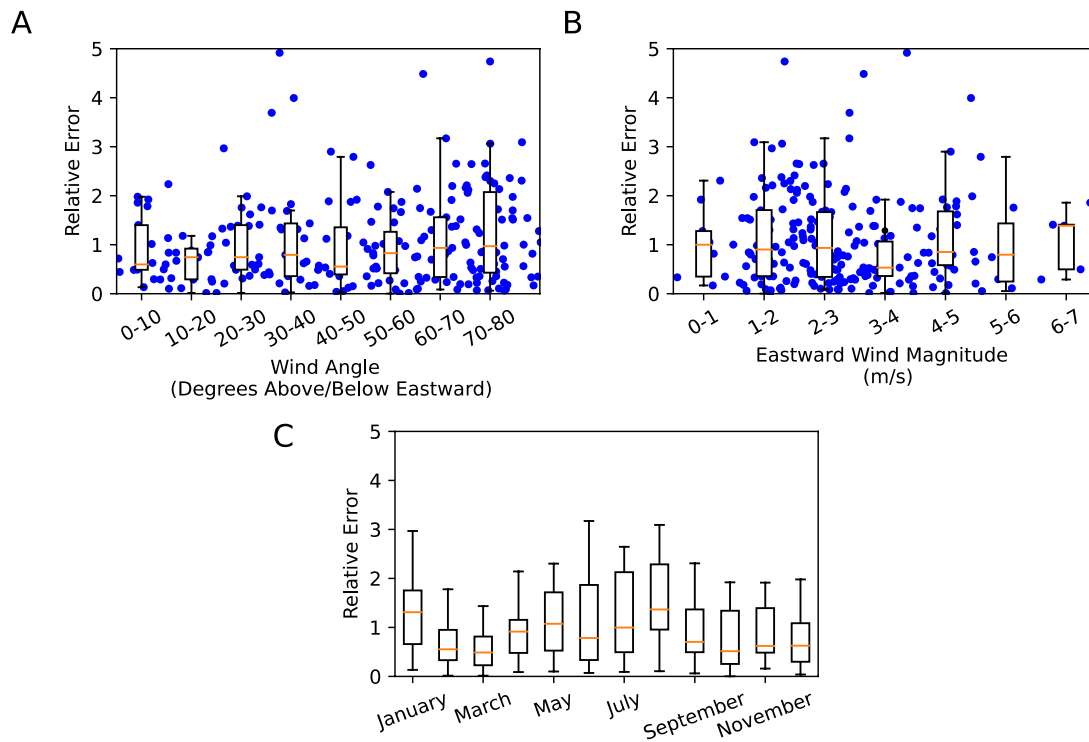 A
5
4
3
2
1
0
Relative Error
0-10
10-20
20-30
30-40
40-50
50-60
60-70
70-80
Wind Angle
(Degrees Above/Below Eastward)
B
5
4
3
2
1
0
Relative Error
0-1
1-2
2-3
3-4
4-5
5-6
6-7
Eastward Wind Magnitude
(m/s)
C
5
4
3
2
1
0
Relative Error
January
March
May
July
September
November